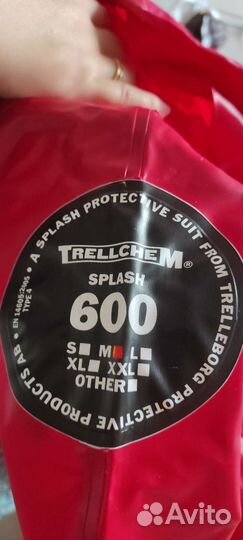 A SPLASH PROTECTIVE SUIT FROM TRELLEBORG PROTECTIVE PRODUCTS AB
EN 14605:2005
TYPE 4
TRELLCHEM®
SPLASH
600
S M L
XL XXL
OTHER
Avito